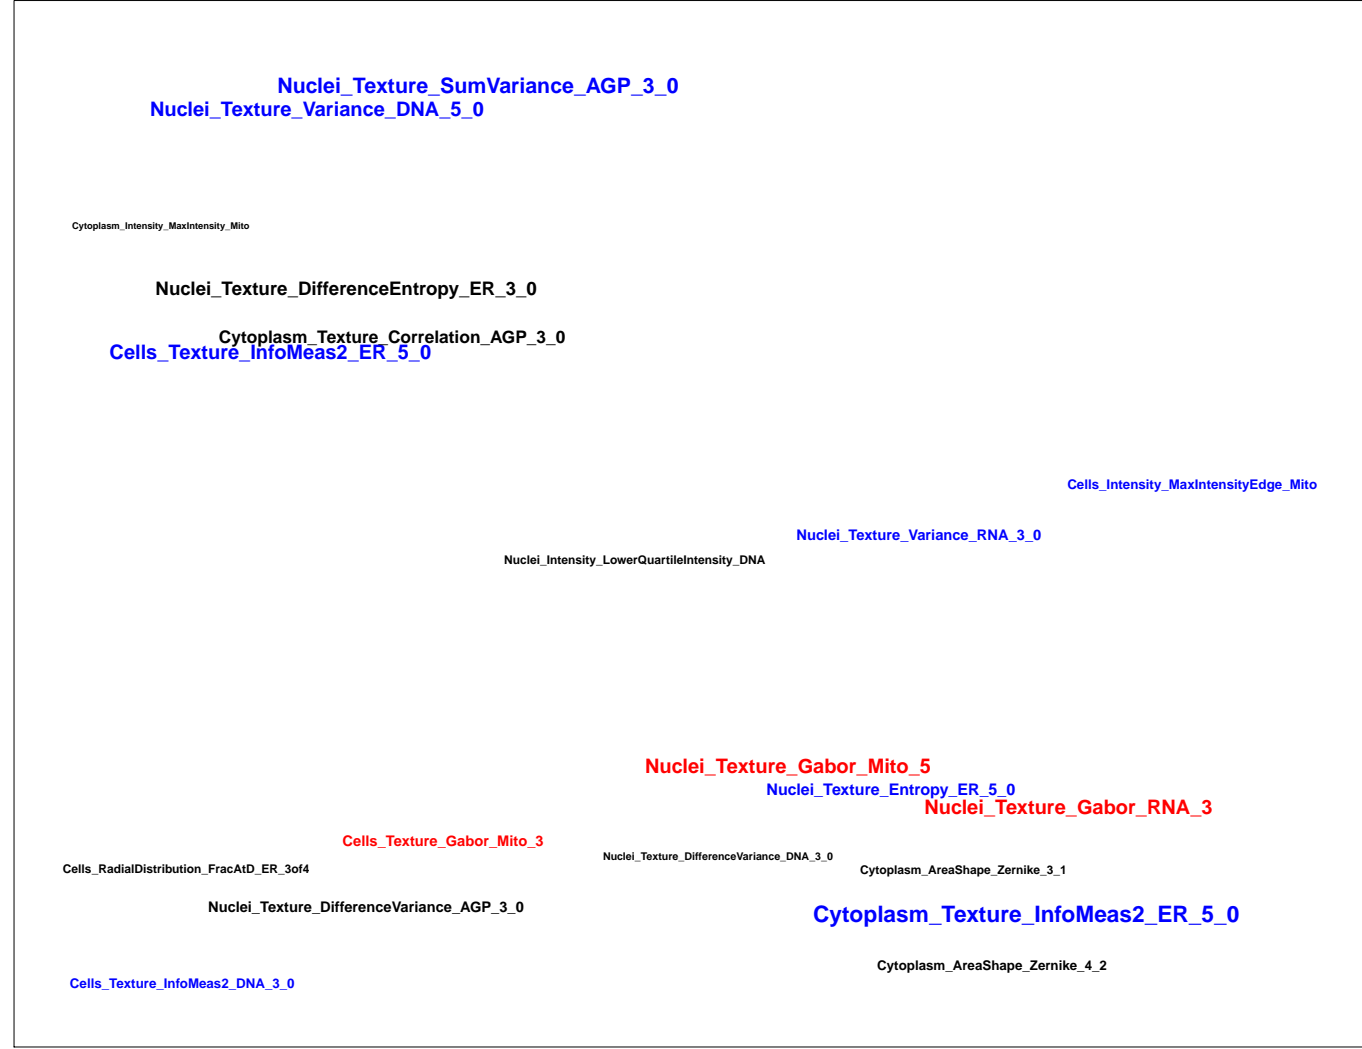 Nuclei_Texture_SumVariance_AGP_3_0
Nuclei_Texture_Variance_DNA_5_0
Cytoplasm_Intensity_MaxIntensity_Mito
Nuclei_Texture_DifferenceEntropy_ER_3_0
Cytoplasm_Texture_Correlation_AGP_3_0
Cells_Texture_InfoMeas2_ER_5_0
Cells_Intensity_MaxIntensityEdge_Mito
Nuclei_Texture_Variance_RNA_3_0
Nuclei_Intensity_LowerQuartileIntensity_DNA
Nuclei_Texture_Gabor_Mito_5
Nuclei_Texture_Entropy_ER_5_0
Nuclei_Texture_Gabor_RNA_3
Cells_Texture_Gabor_Mito_3
Nuclei_Texture_DifferenceVariance_DNA_3_0
Cells_RadialDistribution_FracAtD_ER_3of4
Cytoplasm_AreaShape_Zernike_3_1
Nuclei_Texture_DifferenceVariance_AGP_3_0
Cytoplasm_Texture_InfoMeas2_ER_5_0
Cytoplasm_AreaShape_Zernike_4_2
Cells_Texture_InfoMeas2_DNA_3_0